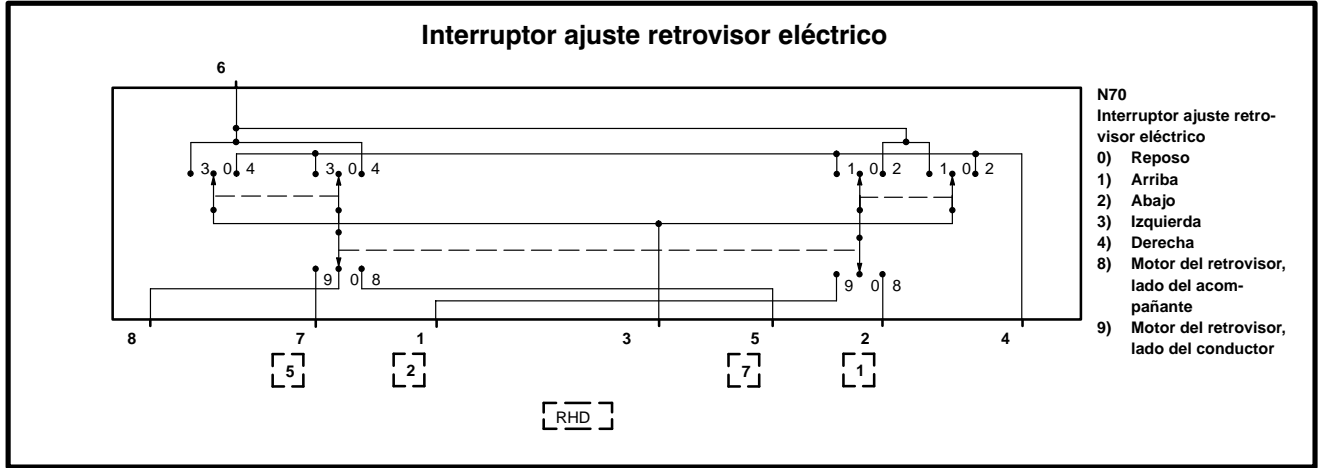 Interruptor ajuste retrovisor eléctrico
6
N70
Interruptor ajuste retro-
visor eléctrico
0) Reposo
1) Arriba
2) Abajo
3) Izquierda
4) Derecha
8) Motor del retrovisor,
lado del acom-
pañante
9) Motor del retrovisor,
lado del conductor
3 0 4 3 0 4 1 0 2 1 0 2
9 0 8 9 0 8
8 7 1 3 5 2 4
5 2 7 1
RHD